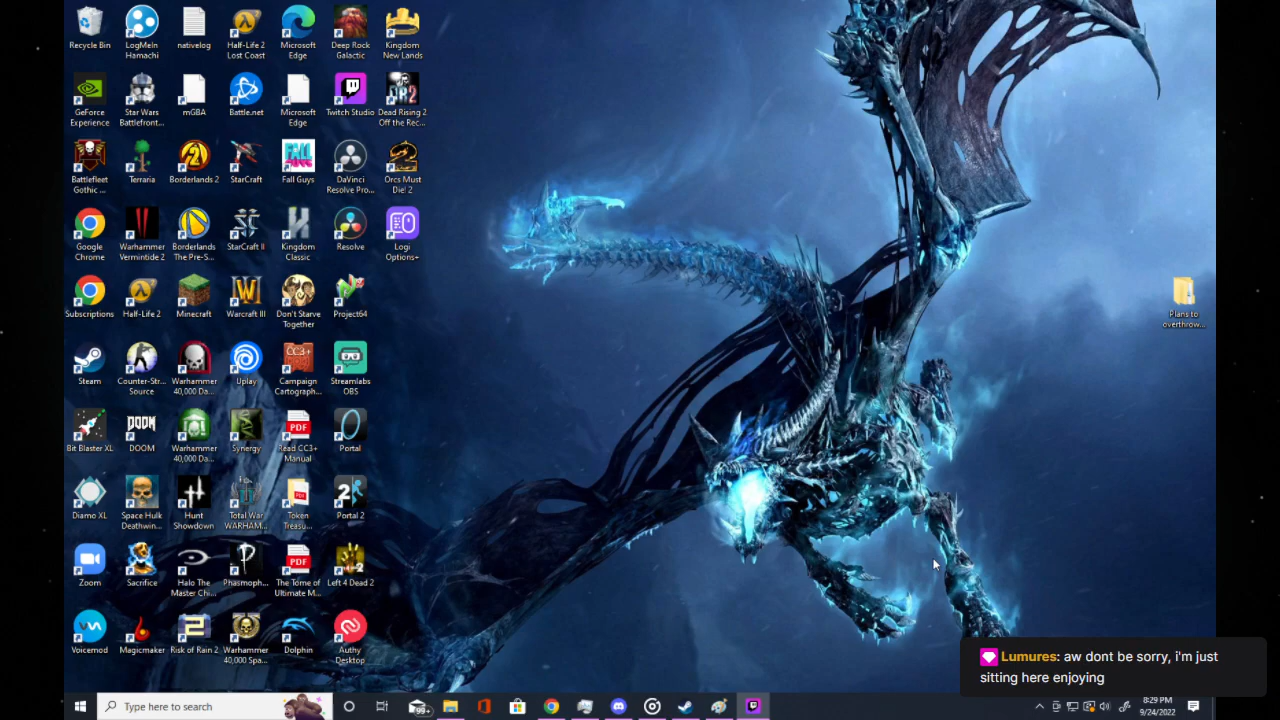 Recycle Bin
LogMeIn
Hamachi
nativelog
Half-Life 2
Lost Coast
Microsoft
Edge
Deep Rock
Galactic
Kingdom
New Lands
GeForce
Experience
Star Wars
Battlefront...
mGBA
Battle.net
Microsoft
Edge
Twitch Studio
Dead Rising 2
Off the Rec...
Battlefleet
Gothic ...
Terraria
Borderlands 2
StarCraft
FALL
GUYS
Fall Guys
DaVinci
Resolve Pro...
Orcs Must
Die! 2
Google
Chrome
Warhammer
Vermintide 2
Borderlands
The Pre-S...
StarCraft II
Kingdom
Classic
Resolve
Logi
Options+
Subscriptions
Half-Life 2
Minecraft
Warcraft III
Don't Starve
Together
Project64
Steam
Counter-Str...
Source
Warhammer
40,000 Da...
Uplay
CC3+
Campaign
Cartograph...
Streamlabs
OBS
Bit Blaster XL
DOOM
DOOM
Warhammer
40,000 Da...
Synergy
PDF
Read CC3+
Manual
Portal
Diamo XL
Space Hulk
Deathwin...
Hunt
Showdown
Total War
WARHAM...
Token
Treasu...
2
Portal 2
Zoom
Sacrifice
Halo The
Master Chi...
Phasmoph...
PDF
The Tome of
Ultimate M...
Left 4 Dead 2
Voicemod
Magicmaker
Risk of Rain 2
Warhammer
40,000 Spa...
Dolphin
Authy
Desktop
Plans to
overthrow...
Lumures: aw dont be sorry, i'm just
sitting here enjoying
Type here to search
99+
8:29 PM
9/24/2022